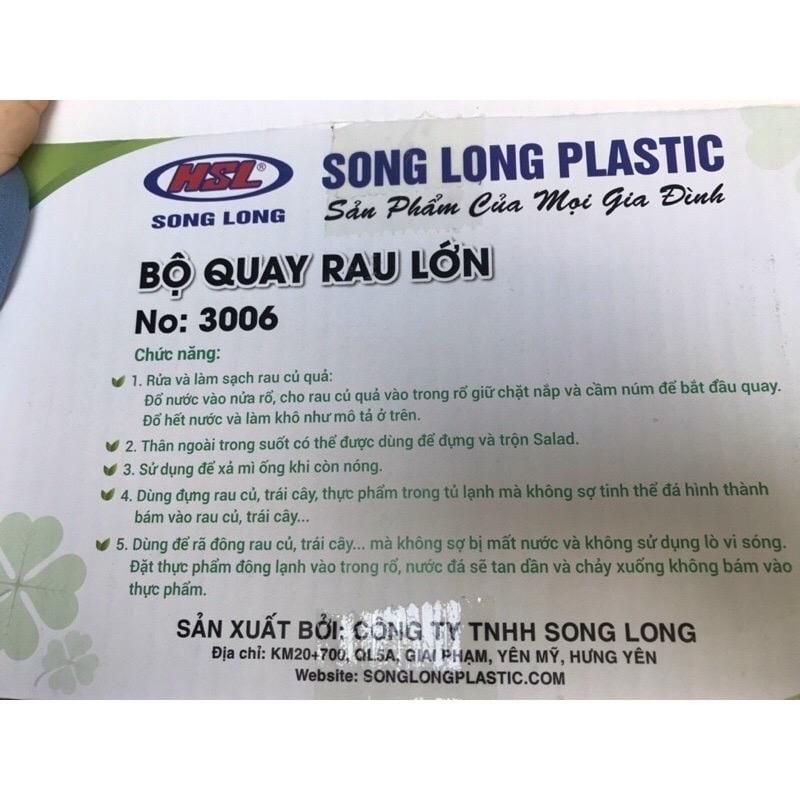 HSL®
SONG LONG
SONG LONG PLASTIC
Sản Phẩm Của Mọi Gia Đình
BỘ QUAY RAU LỚN
No: 3006
Chức năng:
1. Rửa và làm sạch rau củ quả:
Đổ nước vào nửa rổ, cho rau củ quả vào trong rổ giữ chặt nắp và cầm núm để bắt đầu quay.
Đổ hết nước và làm khô như mô tả ở trên.
2. Thân ngoài trong suốt có thể được dùng để đựng và trộn Salad.
3. Sử dụng để xả mì ống khi còn nóng.
4. Dùng đựng rau củ, trái cây, thực phẩm trong tủ lạnh mà không sợ tinh thể đá hình thành
bám vào rau củ, trái cây...
5. Dùng để rã đông rau củ, trái cây... mà không sợ bị mất nước và không sử dụng lò vi sóng.
Đặt thực phẩm đông lạnh vào trong rổ, nước đá sẽ tan dần và chảy xuống không bám vào
thực phẩm.
SẢN XUẤT BỞI: CÔNG TY TNHH SONG LONG
Địa chỉ: KM20+700, QL5A, GIAI PHẠM, YÊN MỸ, HƯNG YÊN
Website: SONGLONGPLASTIC.COM